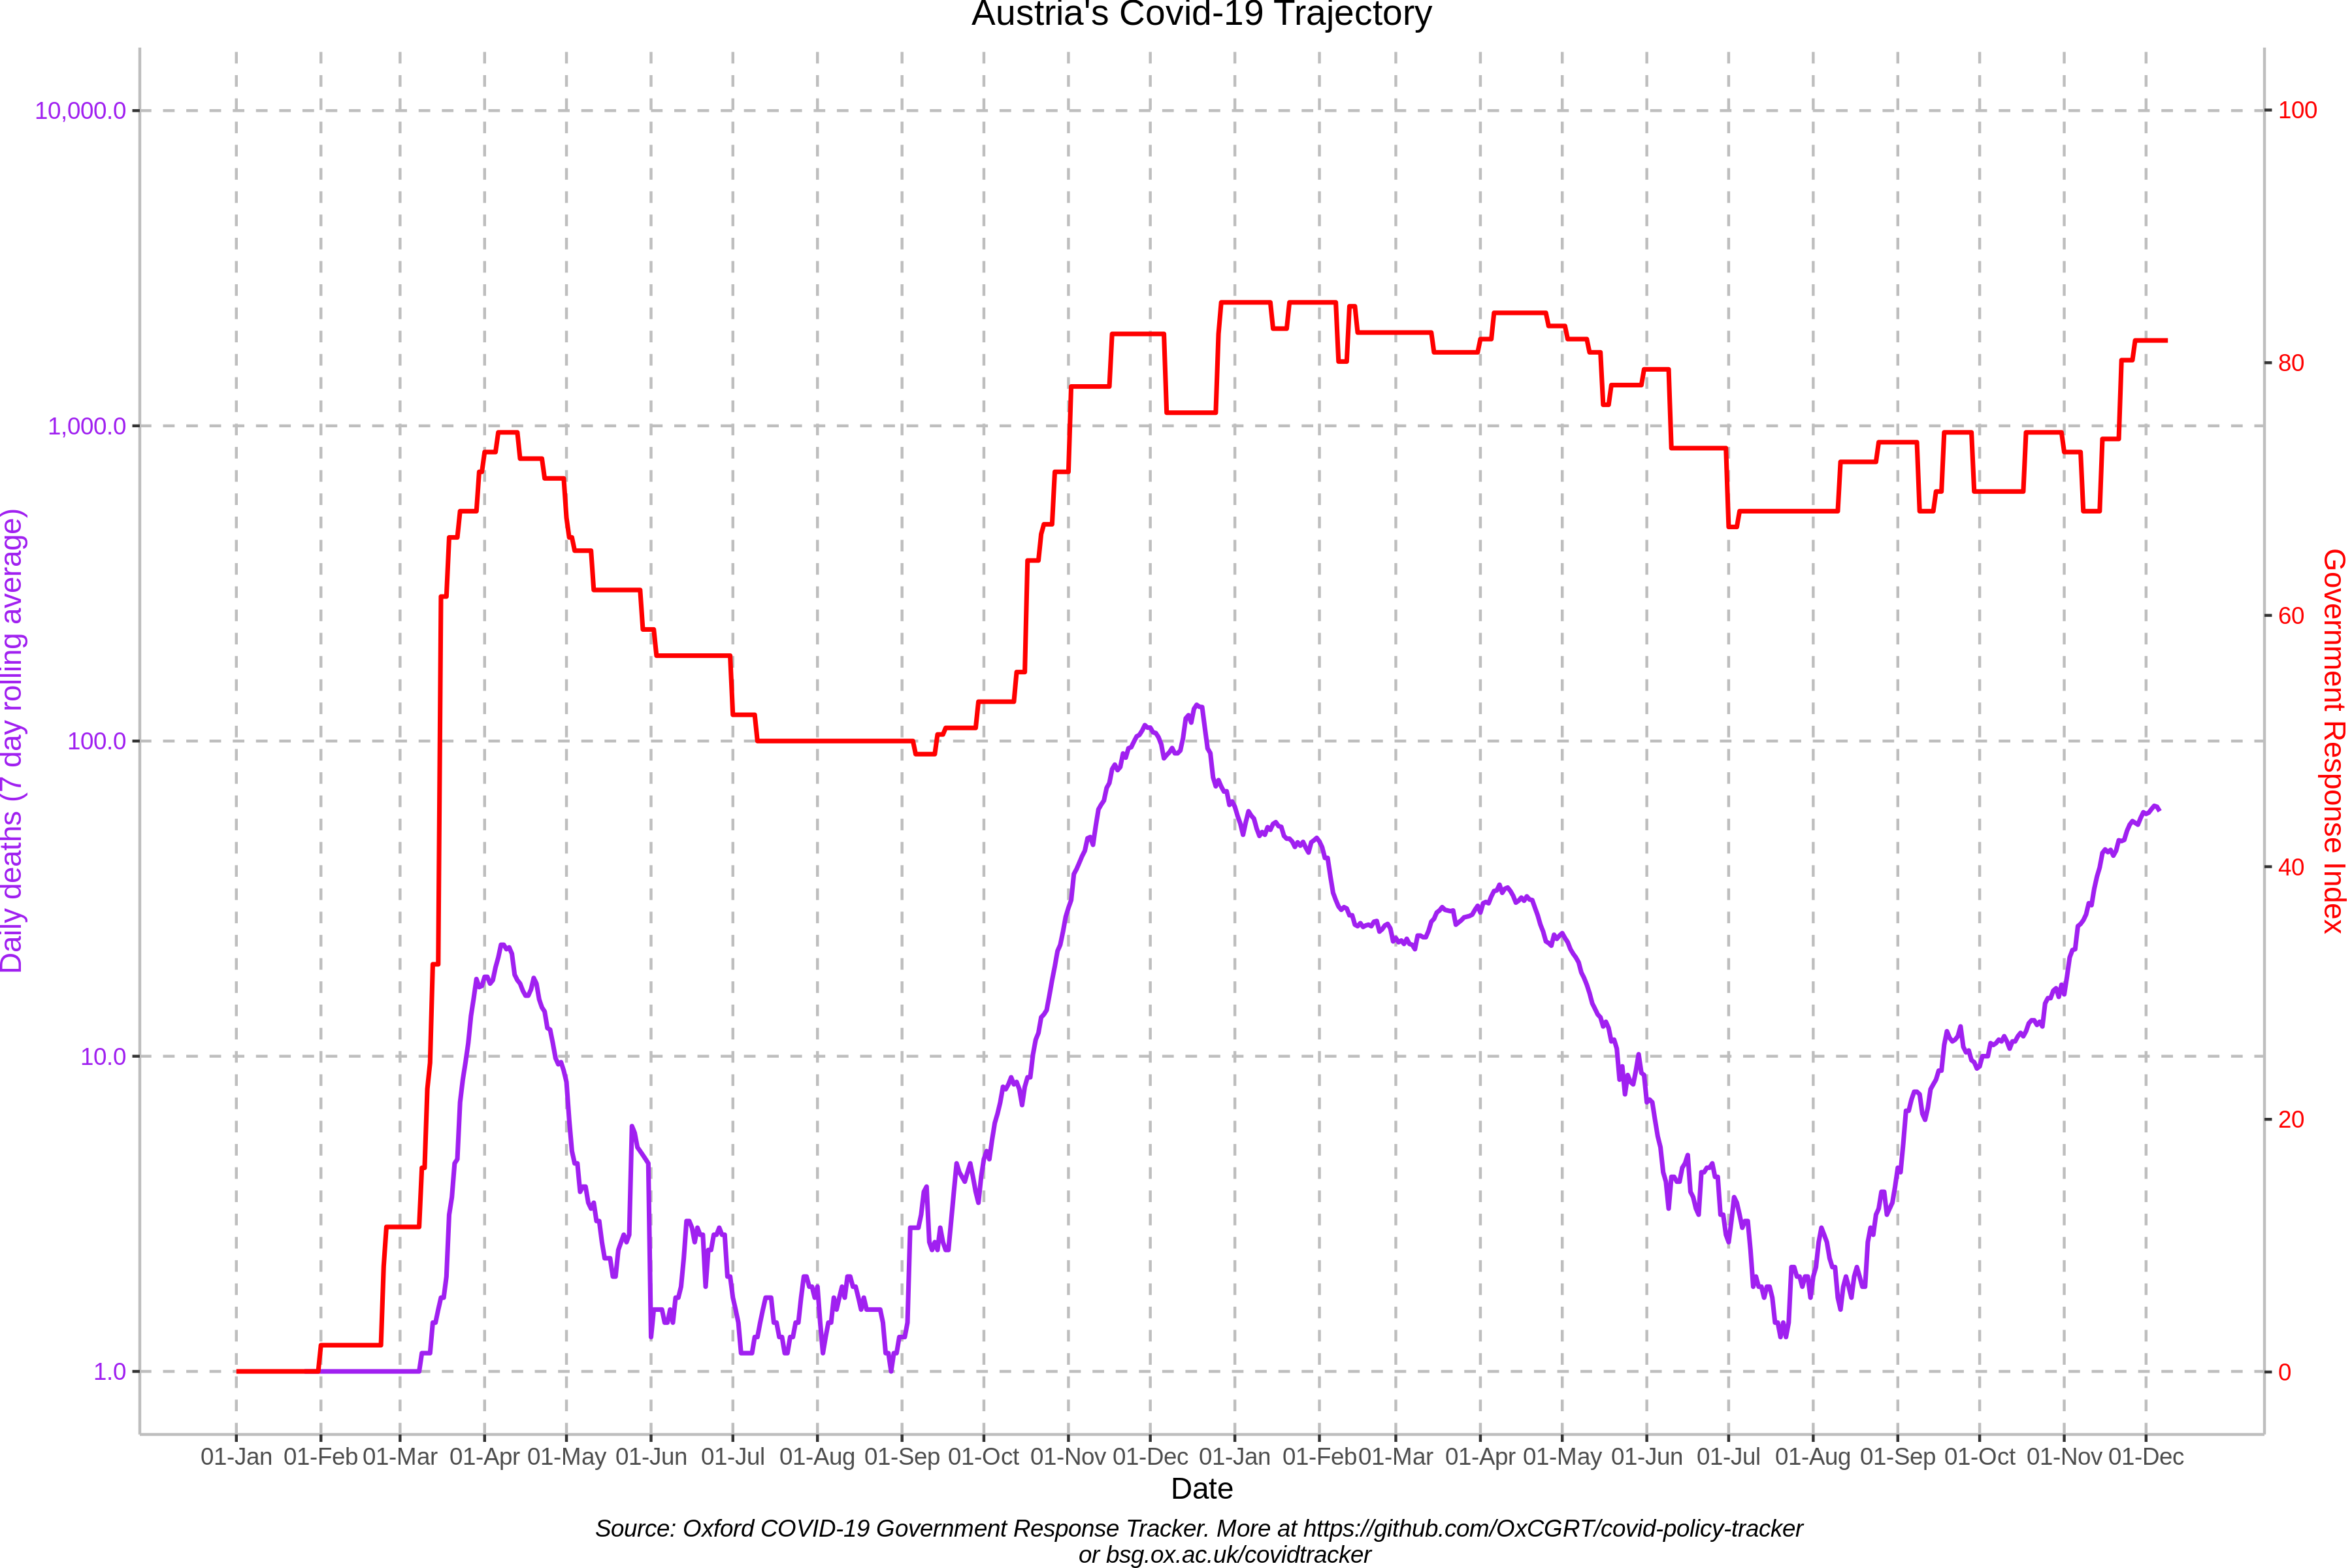 Austria's Covid-19 Trajectory
10,000.0
1,000.0
100.0
10.0
1.0
Daily deaths (7 day rolling average)
100
80
60
40
20
0
Government Response Index
01-Jan 01-Feb 01-Mar 01-Apr 01-May 01-Jun 01-Jul 01-Aug 01-Sep 01-Oct 01-Nov 01-Dec 01-Jan 01-Feb 01-Mar 01-Apr 01-May 01-Jun 01-Jul 01-Aug 01-Sep 01-Oct 01-Nov 01-Dec
Date
Source: Oxford COVID-19 Government Response Tracker. More at https://github.com/OxCGRT/covid-policy-tracker
or bsg.ox.ac.uk/covidtracker